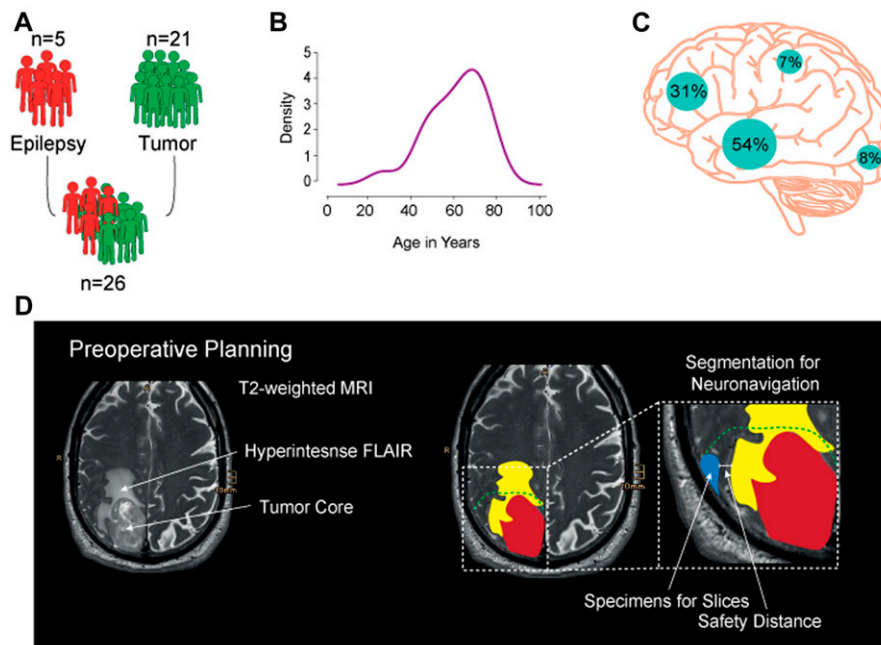 A
n=5
n=21
Epilepsy
Tumor
n=26
B
5
4
3
2
1
0
Density
0
20
40
60
80
100
Age in Years
C
7%
31%
54%
8%
D
Preoperative Planning
T2-weighted MRI
Hyperintesnse FLAIR
Tumor Core
R
R
Segmentation for
Neuronavigation
Specimens for Slices
Safety Distance